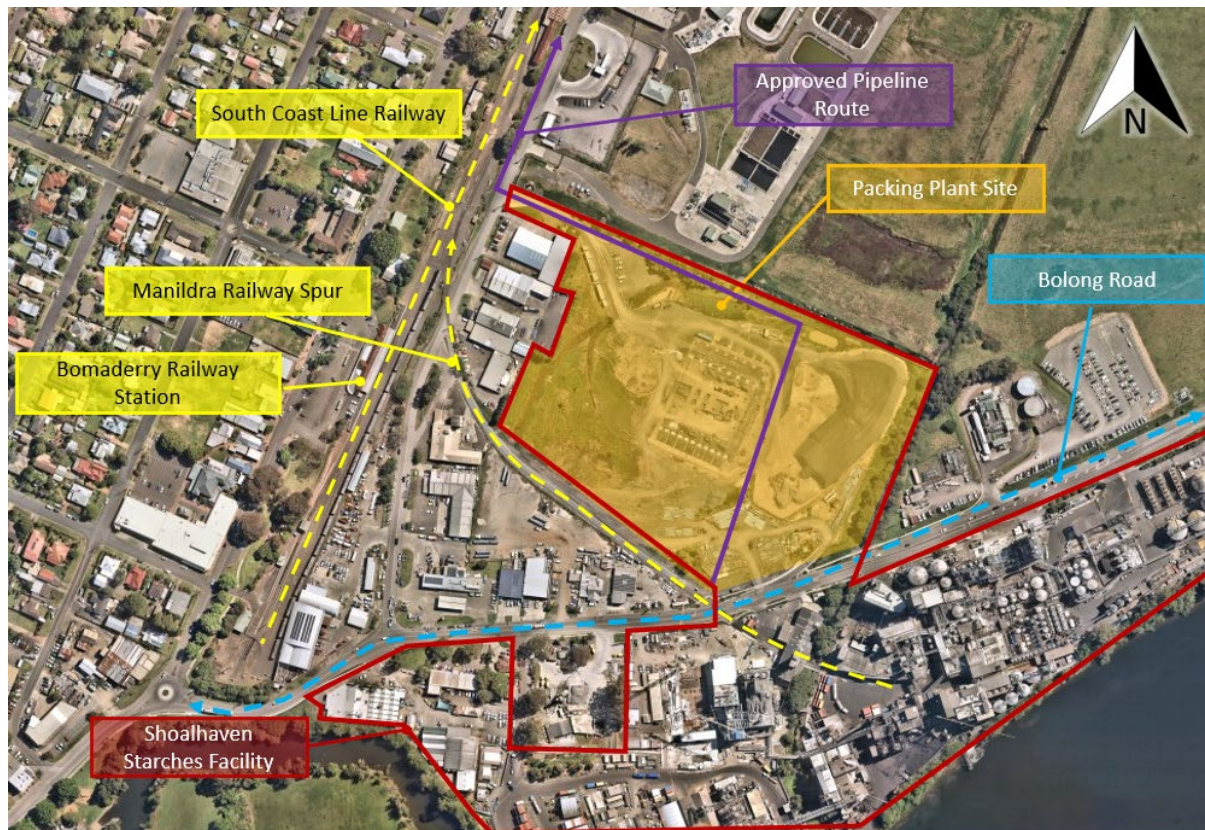 Approved Pipeline
Route
South Coast Line Railway
N
Packing Plant Site
Bolong Road
Manildra Railway Spur
Bomaderry Railway
Station
Shoalhaven
Starches Facility